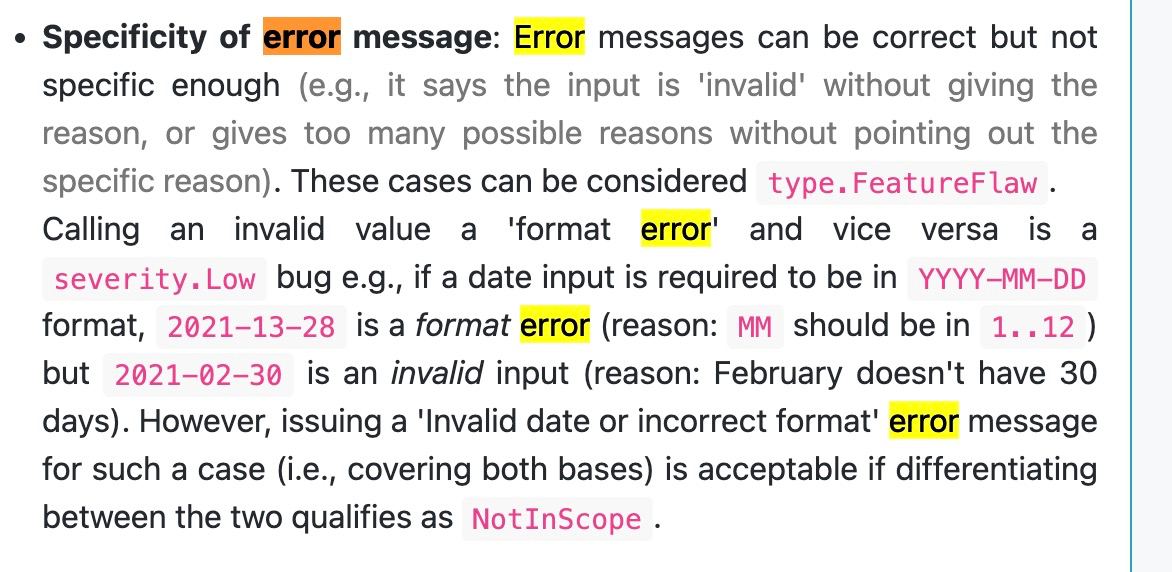 • Specificity of error message: Error messages can be correct but not
specific enough (e.g., it says the input is 'invalid' without giving the
reason, or gives too many possible reasons without pointing out the
specific reason). These cases can be considered type.FeatureFlaw .
Calling an invalid value a 'format error' and vice versa is a
severity.Low bug e.g., if a date input is required to be in YYYY-MM-DD
format, 2021-13-28 is a format error (reason: MM should be in 1..12 )
but 2021-02-30 is an invalid input (reason: February doesn't have 30
days). However, issuing a 'Invalid date or incorrect format' error message
for such a case (i.e., covering both bases) is acceptable if differentiating
between the two qualifies as NotInScope .